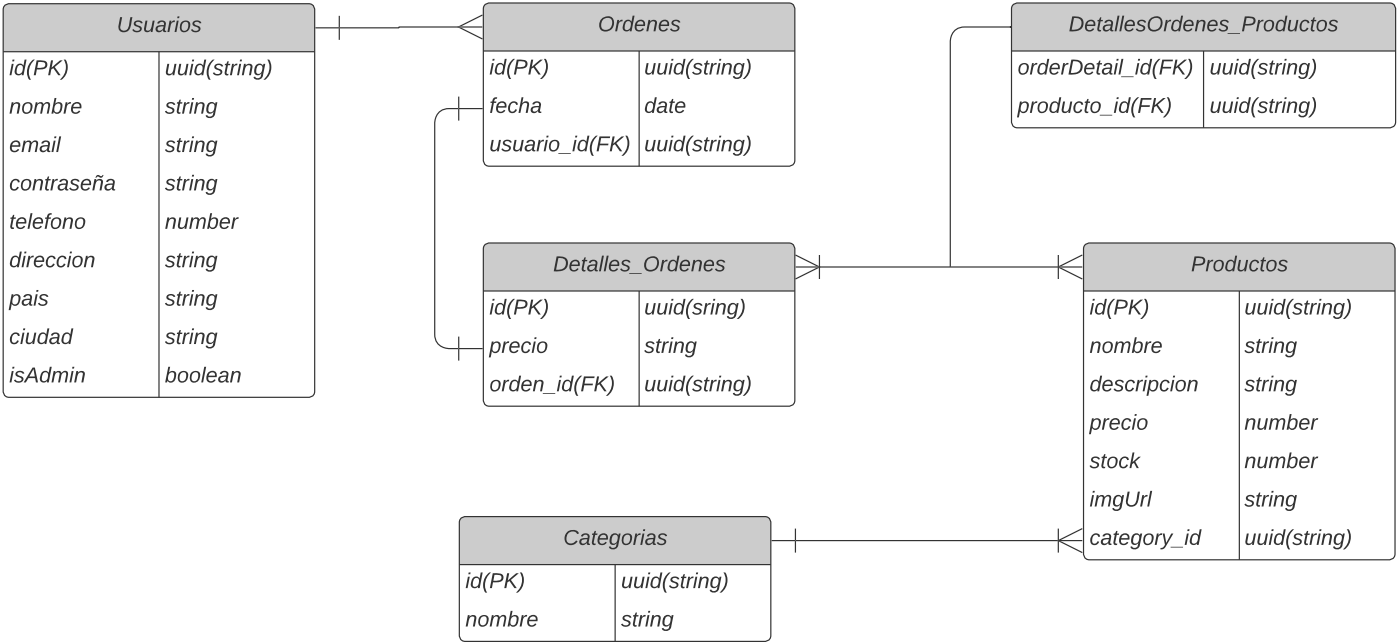 Usuarios
id(PK) uuid(string)
nombre string
email string
contraseña string
telefono number
direccion string
pais string
ciudad string
isAdmin boolean
Ordenes
id(PK) uuid(string)
fecha date
usuario_id(FK) uuid(string)
DetallesOrdenes_Productos
orderDetail_id(FK) uuid(string)
producto_id(FK) uuid(string)
Detalles_Ordenes
id(PK) uuid(sring)
precio string
orden_id(FK) uuid(string)
Productos
id(PK) uuid(string)
nombre string
descripcion string
precio number
stock number
imgUrl string
category_id uuid(string)
Categorias
id(PK) uuid(string)
nombre string